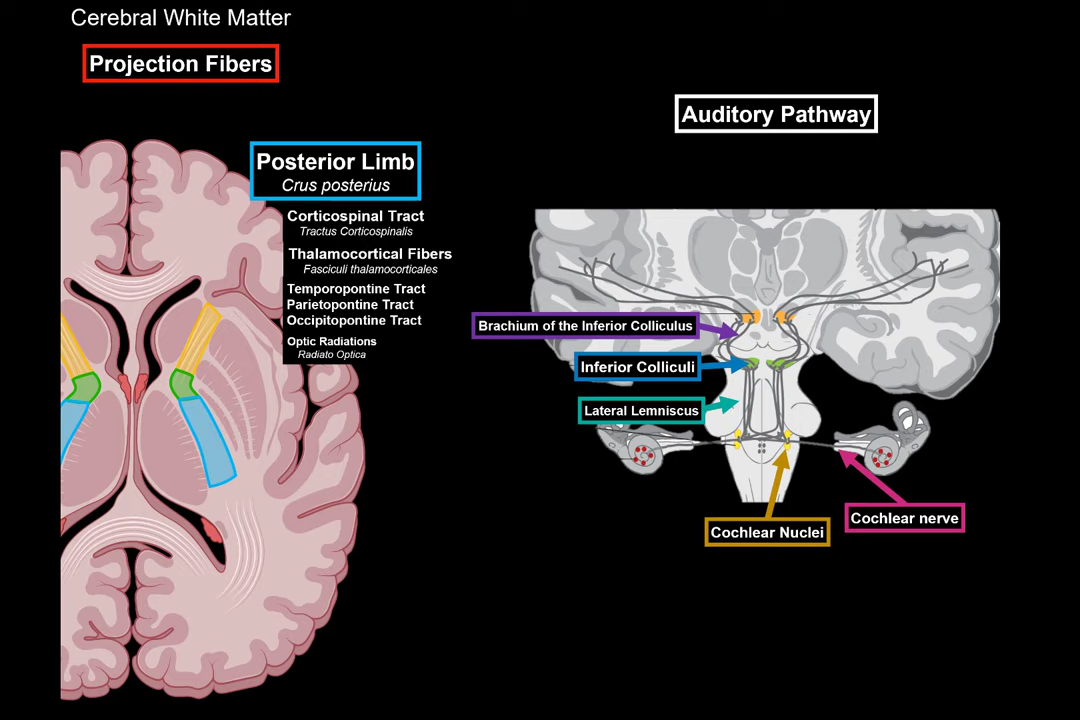 Cerebral White Matter
Projection Fibers
Auditory Pathway
Posterior Limb
Crus posterius
Corticospinal Tract
Tractus Corticospinalis
Thalamocortical Fibers
Fasciculi thalamocorticales
Temporopontine Tract
Parietopontine Tract
Occipitopontine Tract
Optic Radiations
Radiato Optica
Brachium of the Inferior Colliculus
Inferior Colliculi
Lateral Lemniscus
Cochlear Nuclei
Cochlear nerve